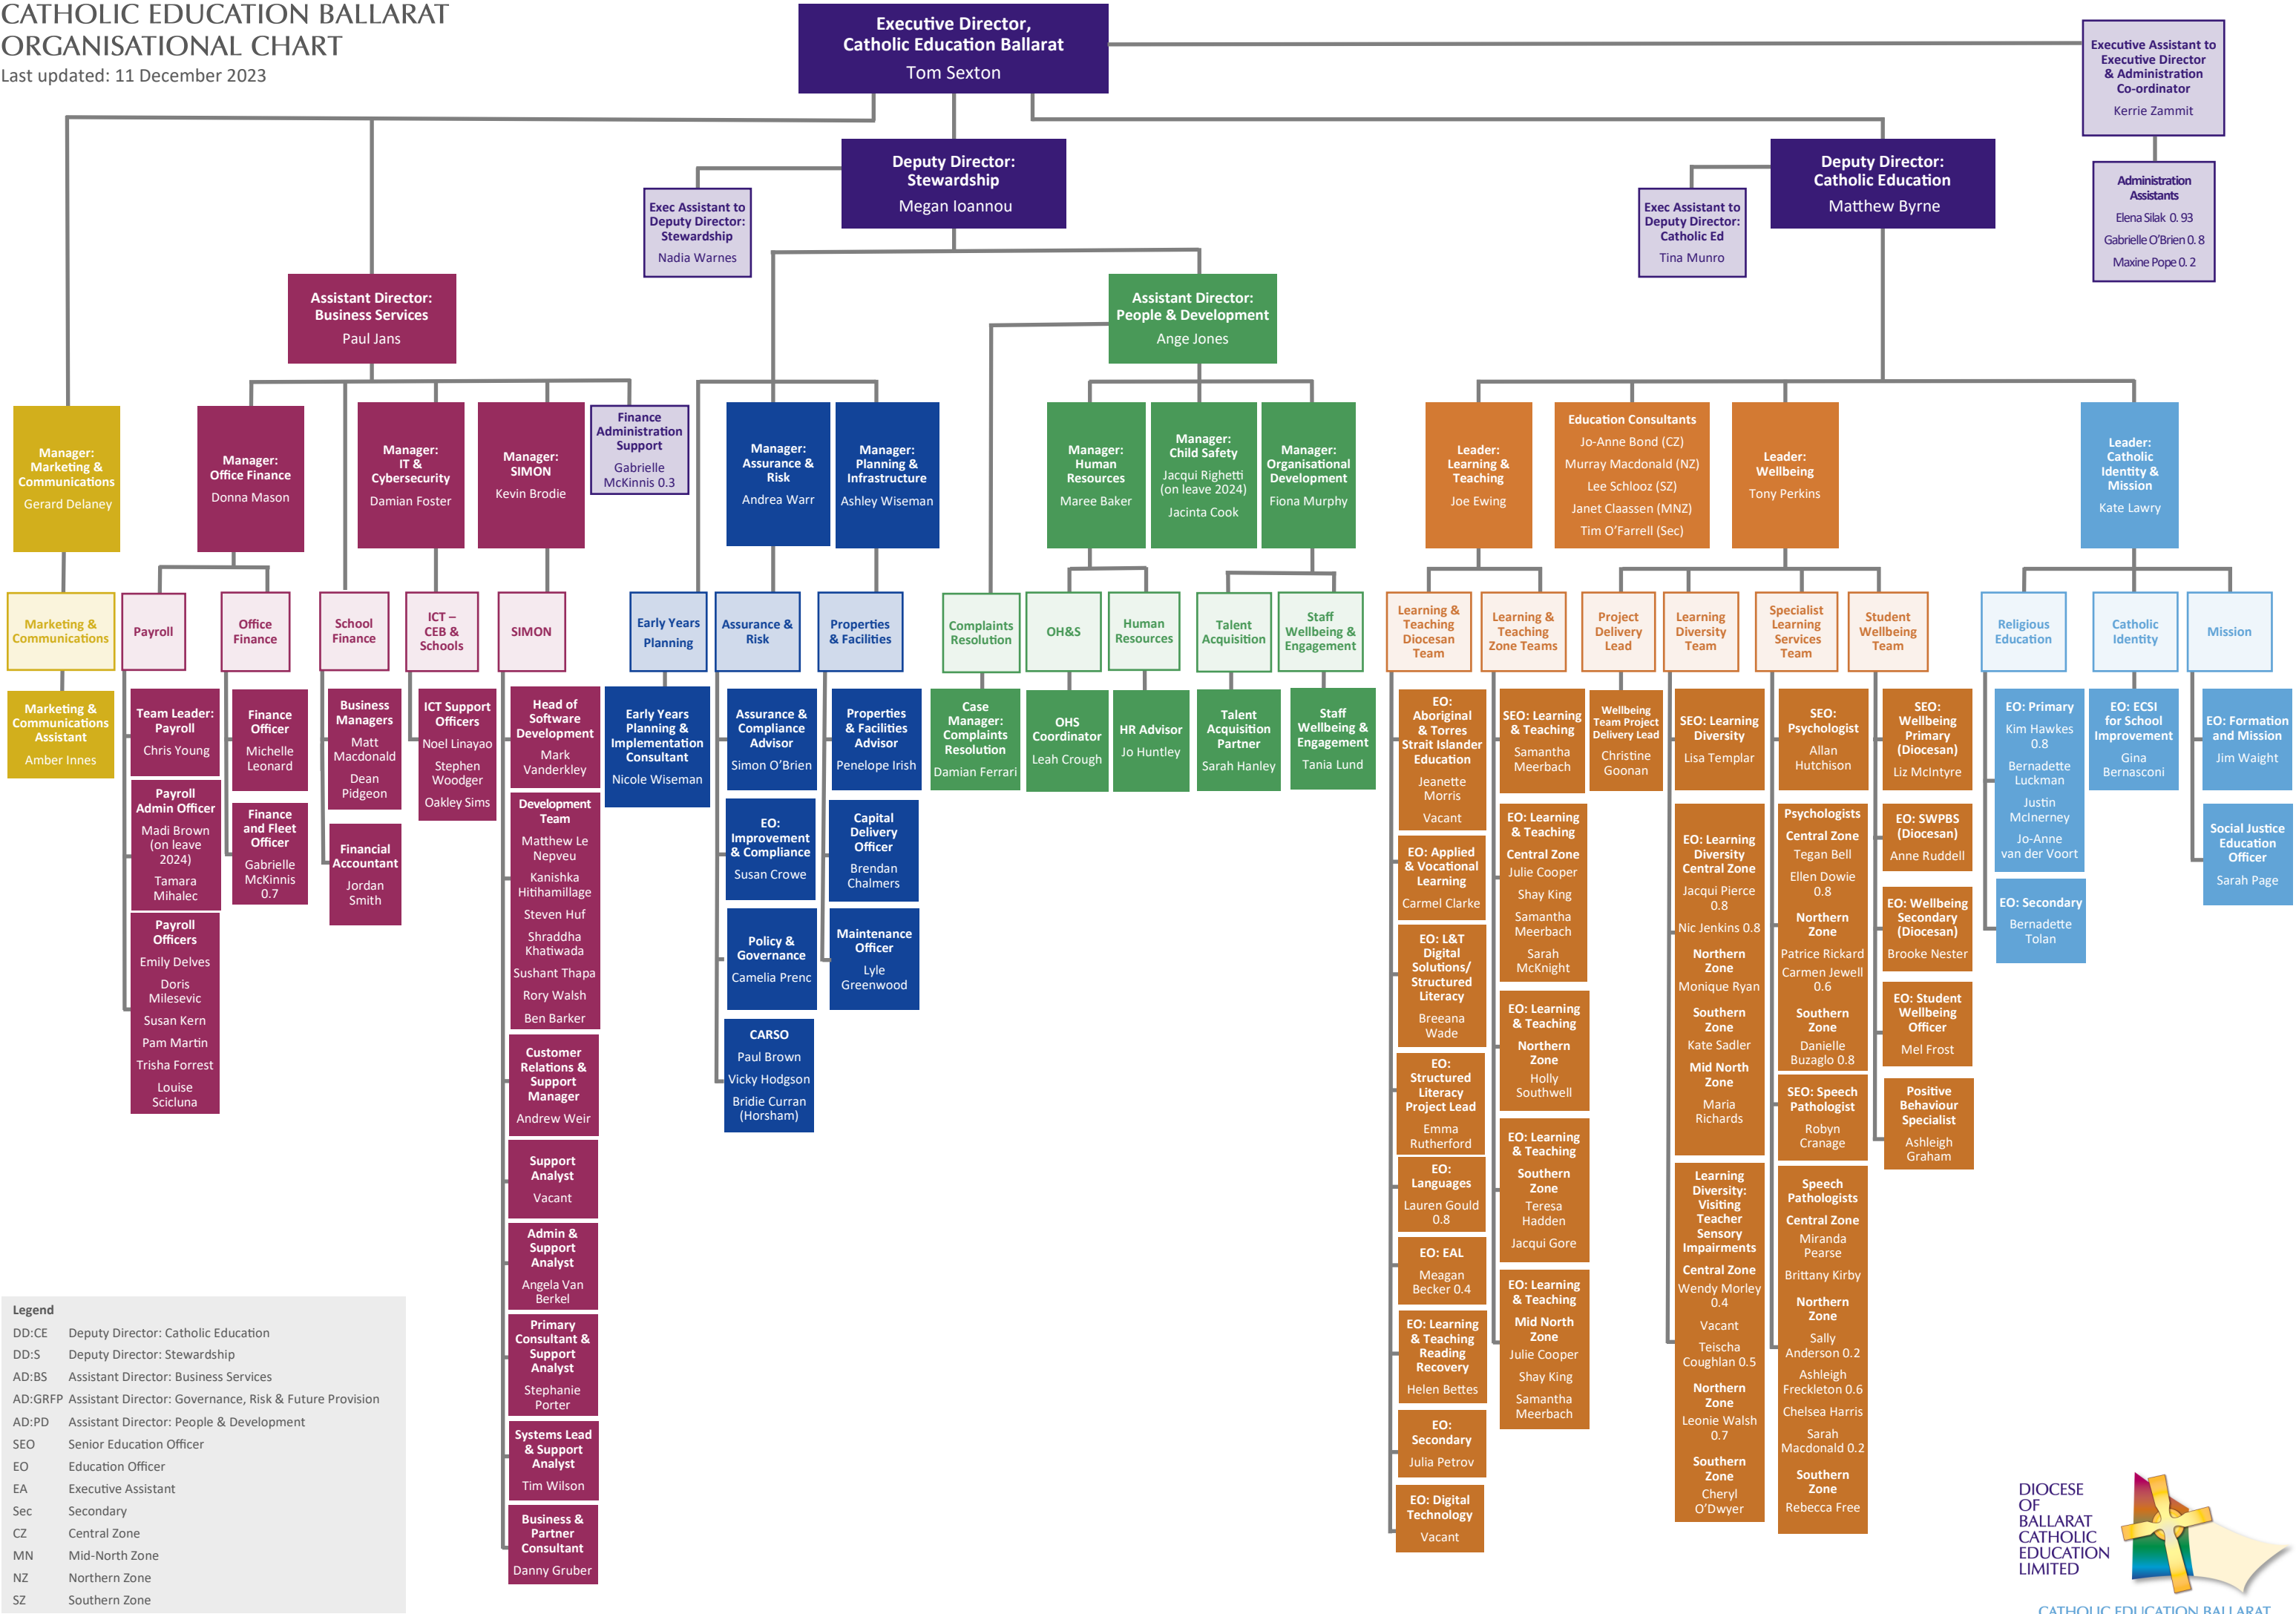 CATHOLIC EDUCATION BALLARAT
ORGANISATIONAL CHART
Last updated: 11 December 2023
Executive Director,
Catholic Education Ballarat
Tom Sexton
Executive Assistant to
Executive Director
& Administration
Co-ordinator
Kerrie Zammit
Administration
Assistants
Elena Silak 0. 93
Gabrielle O'Brien 0. 8
Maxine Pope 0. 2
Deputy Director:
Stewardship
Megan Ioannou
Exec Assistant to
Deputy Director:
Stewardship
Nadia Warnes
Deputy Director:
Catholic Education
Matthew Byrne
Exec Assistant to
Deputy Director:
Catholic Ed
Tina Munro
Assistant Director:
Business Services
Paul Jans
Assistant Director:
People & Development
Ange Jones
Manager:
Marketing &
Communications
Gerard Delaney
Manager:
Office Finance
Donna Mason
Manager:
IT &
Cybersecurity
Damian Foster
Manager:
SIMON
Kevin Brodie
Finance
Administration
Support
Gabrielle
McKinnis 0.3
Manager:
Assurance &
Risk
Andrea Warr
Manager:
Planning &
Infrastructure
Ashley Wiseman
Manager:
Human
Resources
Maree Baker
Manager:
Child Safety
Jacqui Righetti
(on leave 2024)
Jacinta Cook
Manager:
Organisational
Development
Fiona Murphy
Leader:
Learning &
Teaching
Joe Ewing
Education Consultants
Jo-Anne Bond (CZ)
Murray Macdonald (NZ)
Lee Schlooz (SZ)
Janet Claassen (MNZ)
Tim O'Farrell (Sec)
Leader:
Wellbeing
Tony Perkins
Leader:
Catholic
Identity &
Mission
Kate Lawry
Marketing &
Communications
Payroll
Office
Finance
School
Finance
ICT –
CEB &
Schools
SIMON
Early Years
Planning
Assurance &
Risk
Properties
& Facilities
Complaints
Resolution
OH&S
Human
Resources
Talent
Acquisition
Staff
Wellbeing &
Engagement
Learning &
Teaching
Diocesan
Team
Learning &
Teaching
Zone Teams
Project
Delivery
Lead
Learning
Diversity
Team
Specialist
Learning
Services
Team
Student
Wellbeing
Team
Religious
Education
Catholic
Identity
Mission
Marketing &
Communications
Assistant
Amber Innes
Team Leader:
Payroll
Chris Young
Payroll
Admin Officer
Madi Brown
(on leave
2024)
Tamara
Mihalec
Payroll
Officers
Emily Delves
Doris
Milesevic
Susan Kern
Pam Martin
Trisha Forrest
Louise
Scicluna
Finance
Officer
Michelle
Leonard
Finance
and Fleet
Officer
Gabrielle
McKinnis
0.7
Business
Managers
Matt
Macdonald
Dean
Pidgeon
Financial
Accountant
Jordan
Smith
ICT Support
Officers
Noel Linayao
Stephen
Woodger
Oakley Sims
Head of
Software
Development
Mark
Vanderkley
Development
Team
Matthew Le
Nepveu
Kanishka
Hitihamillage
Steven Huf
Shraddha
Khatiwada
Sushant Thapa
Rory Walsh
Ben Barker
Customer
Relations &
Support
Manager
Andrew Weir
Support
Analyst
Vacant
Admin &
Support
Analyst
Angela Van
Berkel
Primary
Consultant &
Support
Analyst
Stephanie
Porter
Systems Lead
& Support
Analyst
Tim Wilson
Business &
Partner
Consultant
Danny Gruber
Early Years
Planning &
Implementation
Consultant
Nicole Wiseman
Assurance &
Compliance
Advisor
Simon O'Brien
EO:
Improvement
& Compliance
Susan Crowe
Policy &
Governance
Camelia Prenc
CARSO
Paul Brown
Vicky Hodgson
Bridie Curran
(Horsham)
Properties
& Facilities
Advisor
Penelope Irish
Capital
Delivery
Officer
Brendan
Chalmers
Maintenance
Officer
Lyle
Greenwood
Case
Manager:
Complaints
Resolution
Damian Ferrari
OHS
Coordinator
Leah Crough
HR Advisor
Jo Huntley
Talent
Acquisition
Partner
Sarah Hanley
Staff
Wellbeing &
Engagement
Tania Lund
EO:
Aboriginal
& Torres
Strait Islander
Education
Jeanette
Morris
Vacant
EO: Applied
& Vocational
Learning
Carmel Clarke
EO: L&T
Digital
Solutions/
Structured
Literacy
Breeana
Wade
EO:
Structured
Literacy
Project Lead
Emma
Rutherford
EO:
Languages
Lauren Gould
0.8
EO: EAL
Meagan
Becker 0.4
EO: Learning
& Teaching
Reading
Recovery
Helen Bettes
EO:
Secondary
Julia Petrov
EO: Digital
Technology
Vacant
SEO: Learning
& Teaching
Samantha
Meerbach
EO: Learning
& Teaching
Central Zone
Julie Cooper
Shay King
Samantha
Meerbach
Sarah
McKnight
EO: Learning
& Teaching
Northern
Zone
Holly
Southwell
EO: Learning
& Teaching
Southern
Zone
Teresa
Hadden
Jacqui Gore
EO: Learning
& Teaching
Mid North
Zone
Julie Cooper
Shay King
Samantha
Meerbach
Wellbeing
Team Project
Delivery Lead
Christine
Goonan
SEO: Learning
Diversity
Lisa Templar
EO: Learning
Diversity
Central Zone
Jacqui Pierce
0.8
Nic Jenkins 0.8
Northern
Zone
Monique Ryan
Southern
Zone
Kate Sadler
Mid North
Zone
Maria
Richards
Learning
Diversity:
Visiting
Teacher
Sensory
Impairments
Central Zone
Wendy Morley
0.4
Vacant
Teischa
Coughlan 0.5
Northern
Zone
Leonie Walsh
0.7
Southern
Zone
Cheryl
O'Dwyer
SEO:
Psychologist
Allan
Hutchison
Psychologists
Central Zone
Tegan Bell
Ellen Dowie
0.8
Northern
Zone
Patrice Rickard
Carmen Jewell
0.6
Southern
Zone
Danielle
Buzaglo 0.8
SEO: Speech
Pathologist
Robyn
Cranage
Speech
Pathologists
Central Zone
Miranda
Pearse
Brittany Kirby
Northern
Zone
Sally
Anderson 0.2
Ashleigh
Freckleton 0.6
Chelsea Harris
Sarah
Macdonald 0.2
Southern
Zone
Rebecca Free
SEO:
Wellbeing
Primary
(Diocesan)
Liz McIntyre
EO: SWPBS
(Diocesan)
Anne Ruddell
EO: Wellbeing
Secondary
(Diocesan)
Brooke Nester
EO: Student
Wellbeing
Officer
Mel Frost
Positive
Behaviour
Specialist
Ashleigh
Graham
EO: Primary
Kim Hawkes
0.8
Bernadette
Luckman
Justin
McInerney
Jo-Anne
van der Voort
EO: Secondary
Bernadette
Tolan
EO: ECSI
for School
Improvement
Gina
Bernasconi
EO: Formation
and Mission
Jim Waight
Social Justice
Education
Officer
Sarah Page
Legend
DD:CE Deputy Director: Catholic Education
DD:S Deputy Director: Stewardship
AD:BS Assistant Director: Business Services
AD:GRFP Assistant Director: Governance, Risk & Future Provision
AD:PD Assistant Director: People & Development
SEO Senior Education Officer
EO Education Officer
EA Executive Assistant
Sec Secondary
CZ Central Zone
MN Mid-North Zone
NZ Northern Zone
SZ Southern Zone
DIOCESE
OF
BALLARAT
CATHOLIC
EDUCATION
LIMITED
CATHOLIC EDUCATION BALLARAT